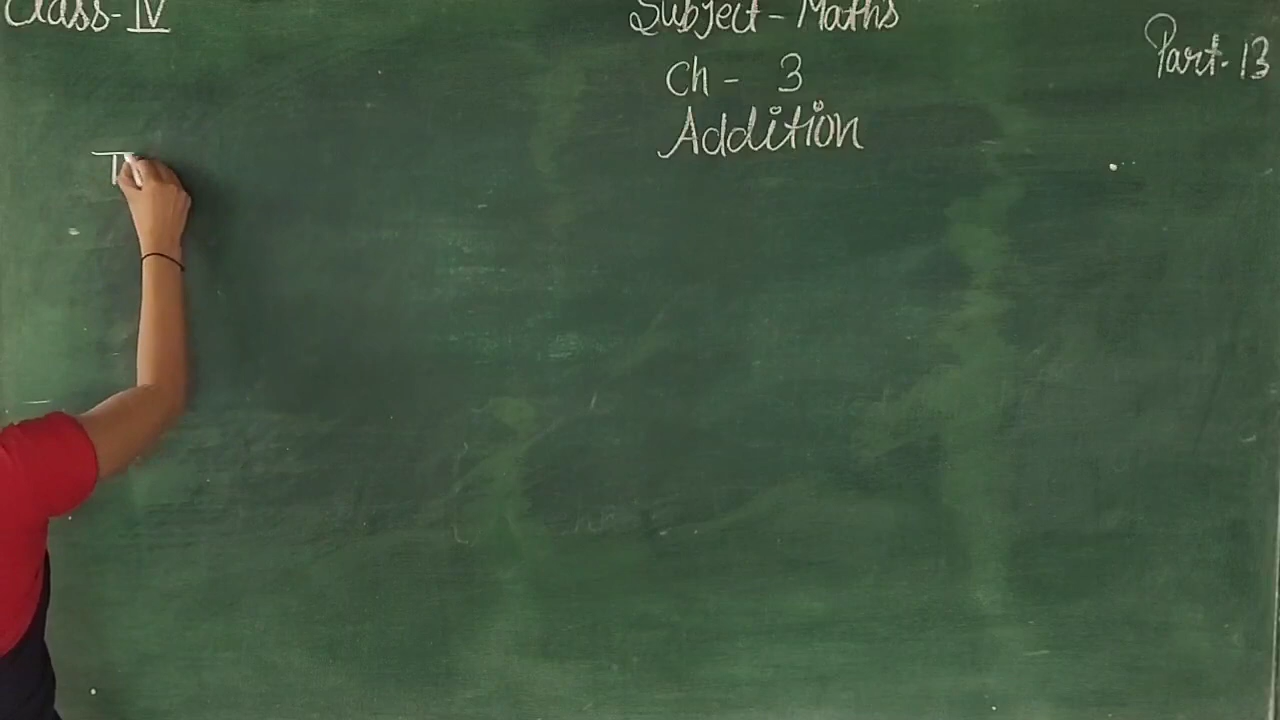 Class-IV
Subject - Maths
Part-13
Ch - 3
Addition